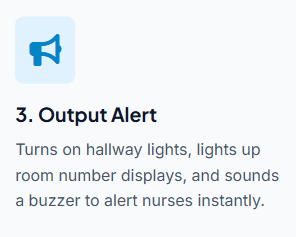 3. Output Alert
Turns on hallway lights, lights up
room number displays, and sounds
a buzzer to alert nurses instantly.